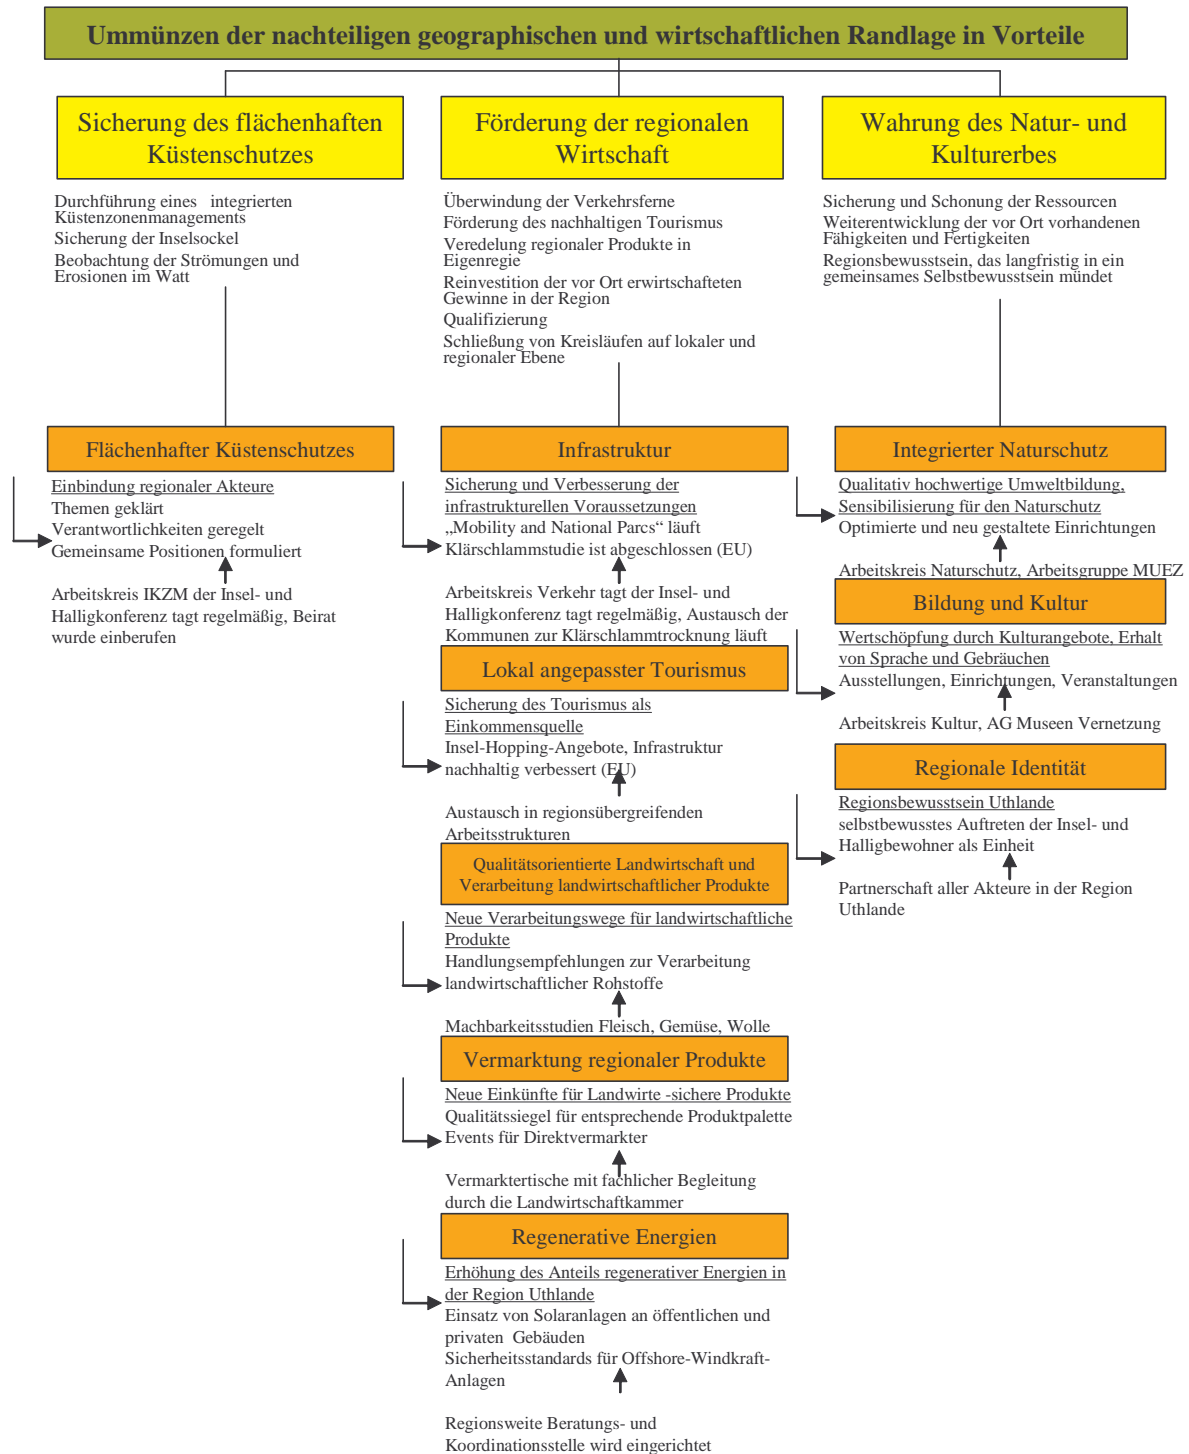 Ummünzen der nachteiligen geographischen und wirtschaftlichen Randlage in Vorteile
Sicherung des flächenhaften
Küstenschutzes
Durchführung eines integrierten
Küstenzonenmanagements
Sicherung der Inselsockel
Beobachtung der Strömungen und
Erosionen im Watt
Flächenhafter Küstenschutzes
Einbindung regionaler Akteure
Themen geklärt
Verantwortlichkeiten geregelt
Gemeinsame Positionen formuliert
Arbeitskreis IKZM der Insel- und
Halligkonferenz tagt regelmäßig, Beirat
wurde einberufen
Förderung der regionalen
Wirtschaft
Überwindung der Verkehrsferne
Förderung des nachhaltigen Tourismus
Veredelung regionaler Produkte in
Eigenregie
Reinvestition der vor Ort erwirtschafteten
Gewinne in der Region
Qualifizierung
Schließung von Kreisläufen auf lokaler und
regionaler Ebene
Infrastruktur
Sicherung und Verbesserung der
infrastrukturellen Voraussetzungen
„Mobility and National Parcs“ läuft
Klärschlammstudie ist abgeschlossen (EU)
Arbeitskreis Verkehr tagt der Insel- und
Halligkonferenz tagt regelmäßig, Austausch der
Kommunen zur Klärschlammtrocknung läuft
Lokal angepasster Tourismus
Sicherung des Tourismus als
Einkommensquelle
Insel-Hopping-Angebote, Infrastruktur
nachhaltig verbessert (EU)
Austausch in regionsübergreifenden
Arbeitsstrukturen
Qualitätsorientierte Landwirtschaft und
Verarbeitung landwirtschaftlicher Produkte
Neue Verarbeitungswege für landwirtschaftliche
Produkte
Handlungsempfehlungen zur Verarbeitung
landwirtschaftlicher Rohstoffe
Machbarkeitsstudien Fleisch, Gemüse, Wolle
Vermarktung regionaler Produkte
Neue Einkünfte für Landwirte -sichere Produkte
Qualitätssiegel für entsprechende Produktpalette
Events für Direktvermarkter
Vermarktertische mit fachlicher Begleitung
durch die Landwirtschaftkammer
Regenerative Energien
Erhöhung des Anteils regenerativer Energien in
der Region Uthlande
Einsatz von Solaranlagen an öffentlichen und
privaten Gebäuden
Sicherheitsstandards für Offshore-Windkraft-
Anlagen
Regionsweite Beratungs- und
Koordinationsstelle wird eingerichtet
Wahrung des Natur- und
Kulturerbes
Sicherung und Schonung der Ressourcen
Weiterentwicklung der vor Ort vorhandenen
Fähigkeiten und Fertigkeiten
Regionsbewusstsein, das langfristig in ein
gemeinsames Selbstbewusstsein mündet
Integrierter Naturschutz
Qualitativ hochwertige Umweltbildung,
Sensibilisierung für den Naturschutz
Optimierte und neu gestaltete Einrichtungen
Arbeitskreis Naturschutz, Arbeitsgruppe MUEZ
Bildung und Kultur
Wertschöpfung durch Kulturangebote, Erhalt
von Sprache und Gebräuchen
Ausstellungen, Einrichtungen, Veranstaltungen
Arbeitskreis Kultur, AG Museen Vernetzung
Regionale Identität
Regionsbewusstsein Uthlande
selbstbewusstes Auftreten der Insel- und
Halligbewohner als Einheit
Partnerschaft aller Akteure in der Region
Uthlande